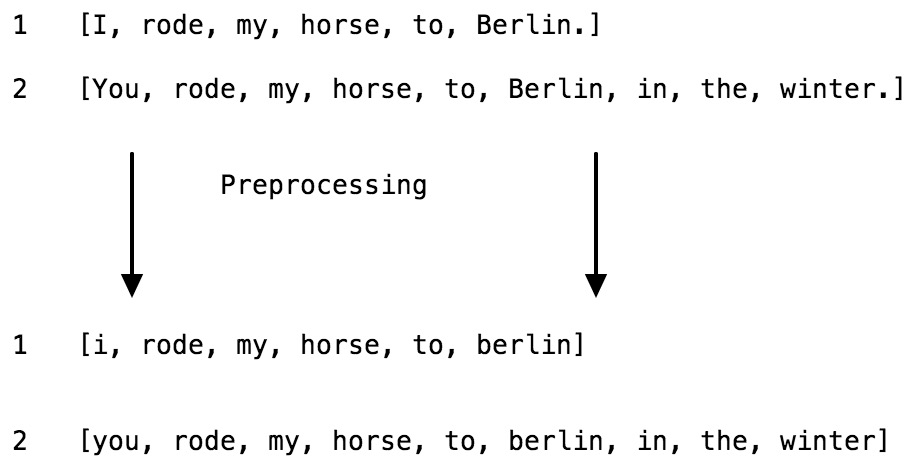 1 [I, rode, my, horse, to, Berlin.]
2 [You, rode, my, horse, to, Berlin, in, the, winter.]
Preprocessing
1 [i, rode, my, horse, to, berlin]
2 [you, rode, my, horse, to, berlin, in, the, winter]